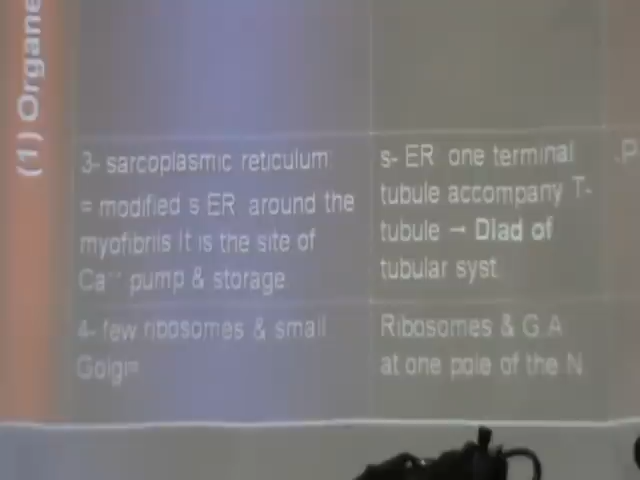 (1) Organe
3- sarcoplasmic reticulum
= modified s ER around the
myofibrils It is the site of
Ca++ pump & storage
s- ER one terminal
tubule accompany T-
tubule → Diad of
tubular syst
.P
4- few ribosomes & small
Golgi=
Ribosomes & G.A
at one pole of the N